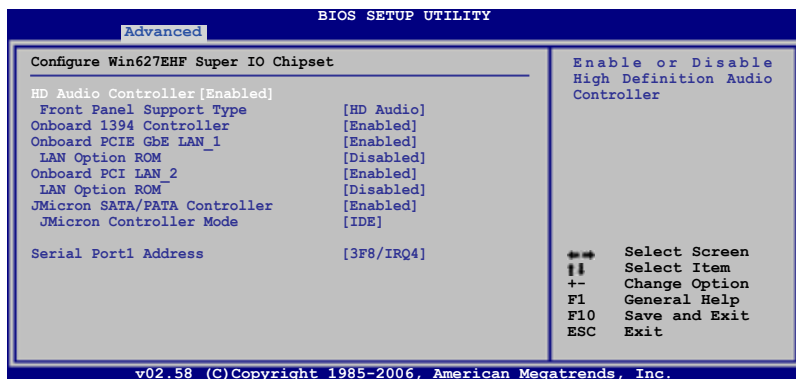 BIOS SETUP UTILITY
Advanced
Configure Win627EHF Super IO Chipset
HD Audio Controller [Enabled]
Front Panel Support Type [HD Audio]
Onboard 1394 Controller [Enabled]
Onboard PCIE GbE LAN_1 [Enabled]
LAN Option ROM [Disabled]
Onboard PCI LAN_2 [Enabled]
LAN Option ROM [Disabled]
JMicron SATA/PATA Controller [Enabled]
JMicron Controller Mode [IDE]
Serial Port1 Address [3F8/IRQ4]
Enable or Disable
High Definition Audio
Controller
←→ Select Screen
↑↓ Select Item
+- Change Option
F1 General Help
F10 Save and Exit
ESC Exit
v02.58 (C)Copyright 1985-2006, American Megatrends, Inc.